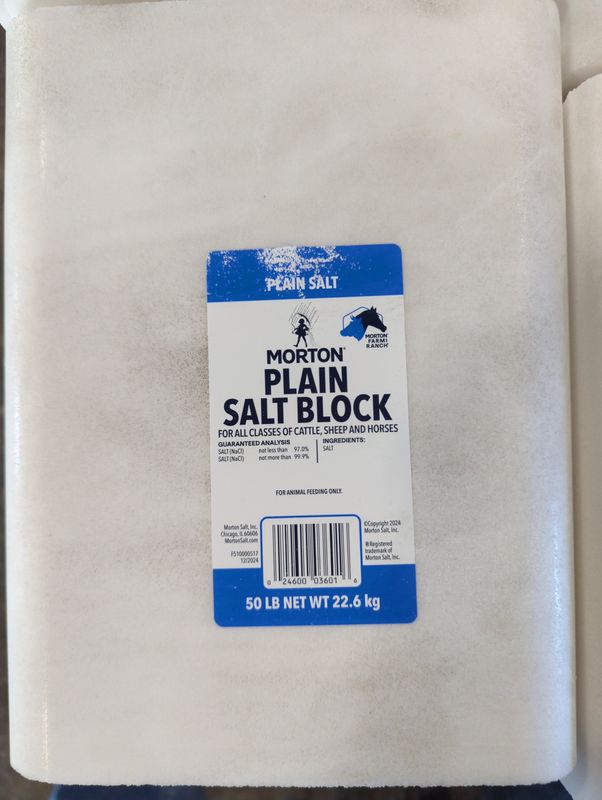 PLAIN SALT
MORTON®
MORTON®
FARM &
RANCH
PLAIN
SALT BLOCK
FOR ALL CLASSES OF CATTLE, SHEEP AND HORSES
GUARANTEED ANALYSIS
SALT (NaCl) not less than 97.0%
SALT (NaCl) not more than 99.9%
INGREDIENTS:
SALT
FOR ANIMAL FEEDING ONLY.
Morton Salt, Inc.
Chicago, IL 60606
MortonSalt.com
F510000517
12/2024
0 24600 03601 6
©Copyright 2024
Morton Salt, Inc.
®Registered
trademark of
Morton Salt, Inc.
50 LB NET WT 22.6 kg